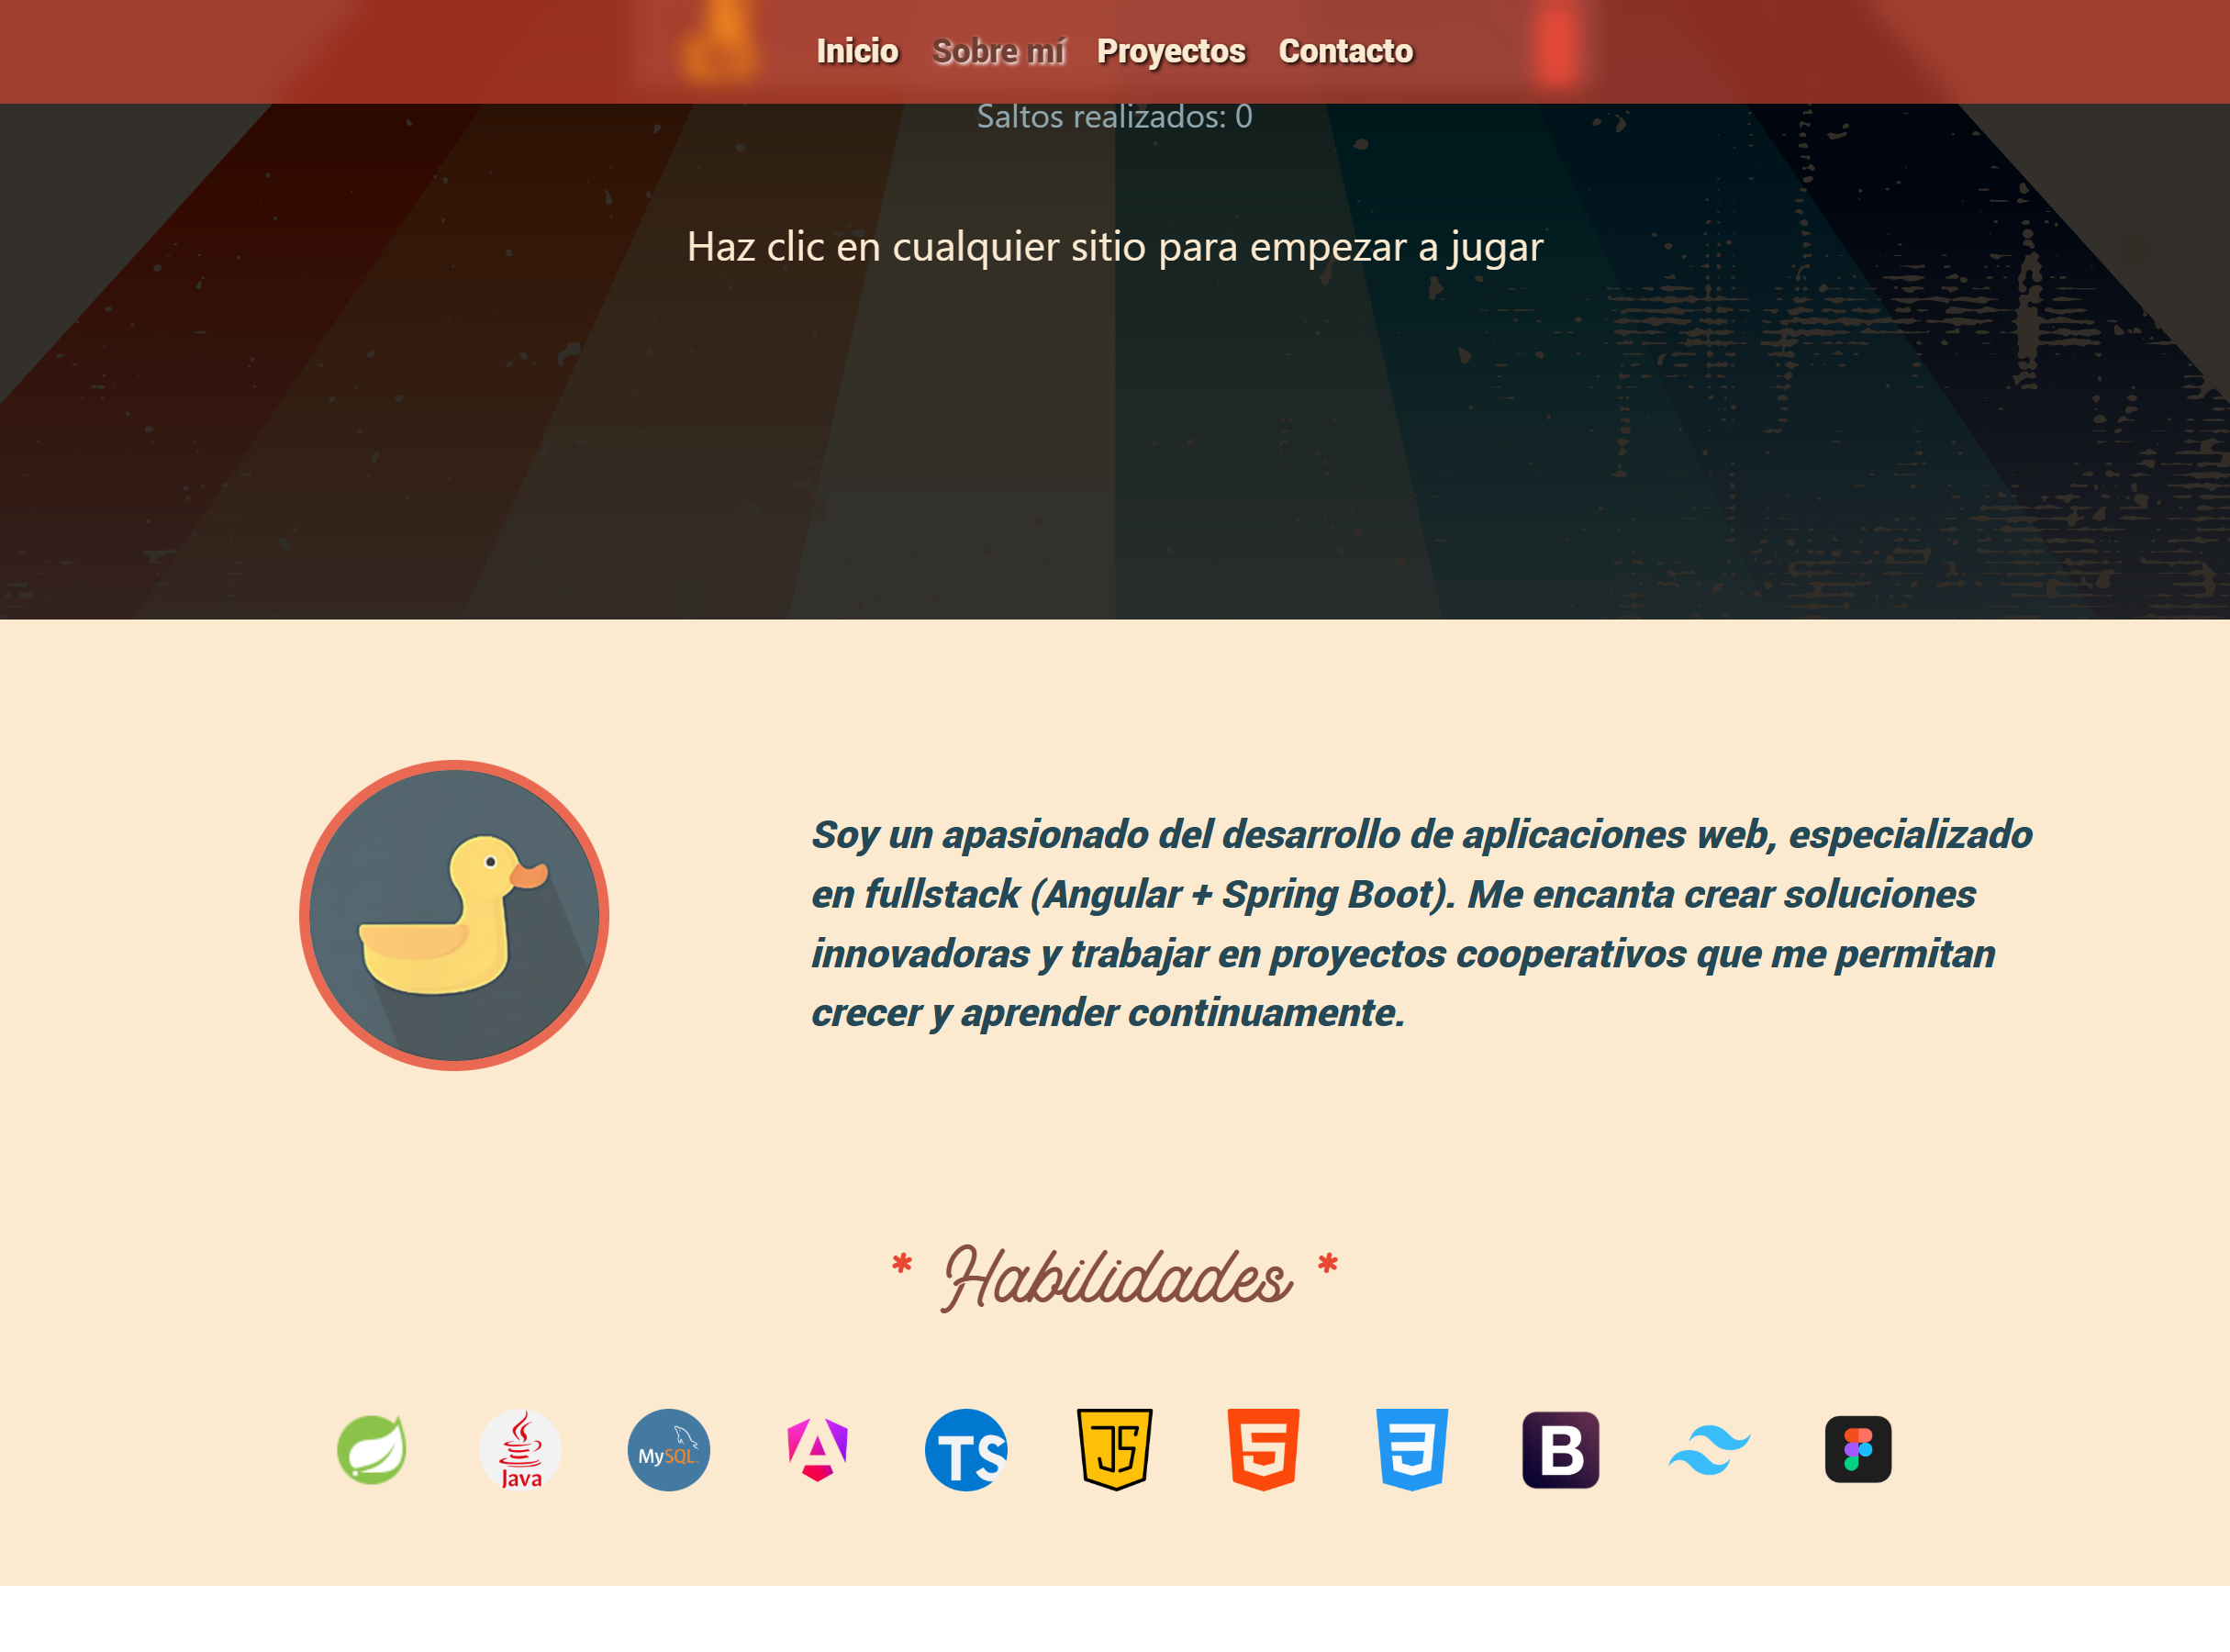 Inicio Sobre mí Proyectos Contacto
Saltos realizados: 0
Haz clic en cualquier sitio para empezar a jugar
Soy un apasionado del desarrollo de aplicaciones web, especializado
en fullstack (Angular + Spring Boot). Me encanta crear soluciones
innovadoras y trabajar en proyectos cooperativos que me permitan
crecer y aprender continuamente.
* Habilidades *
Java MySQL A TS JS 5 3 B